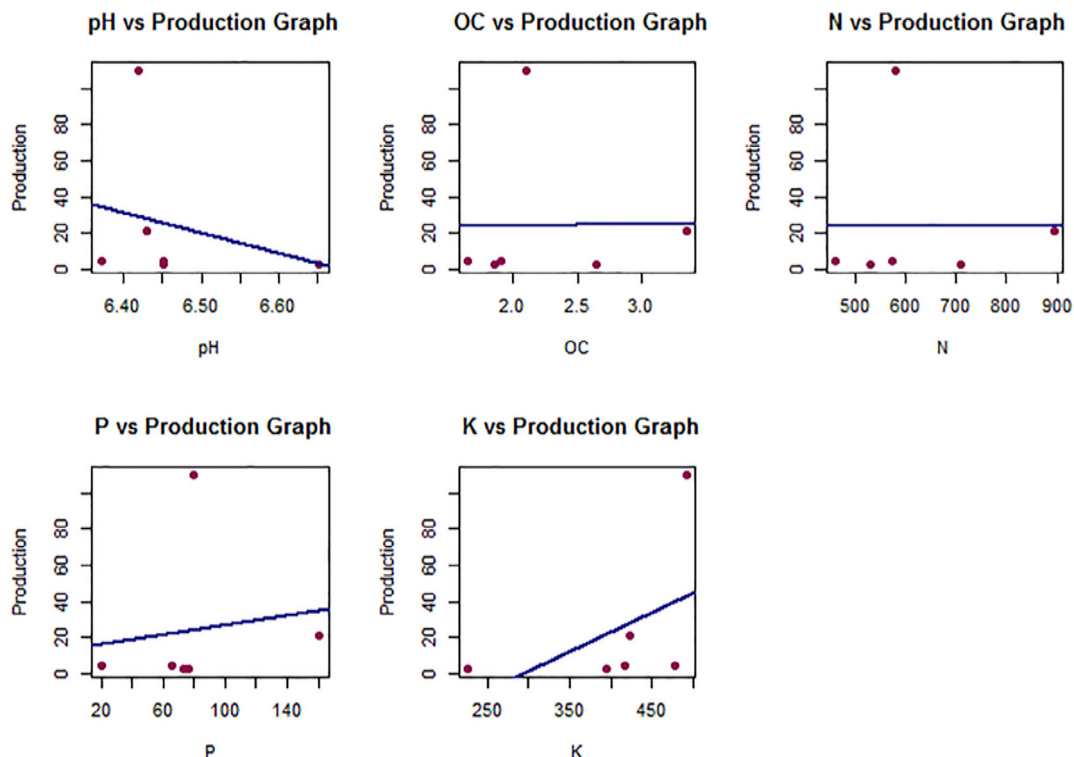 pH vs Production Graph
OC vs Production Graph
N vs Production Graph
Production
0 20 40 60 80
6.40 6.50 6.60
pH
Production
0 20 40 60 80
2.0 2.5 3.0
OC
Production
0 20 40 60 80
500 600 700 800 900
N
P vs Production Graph
K vs Production Graph
Production
0 20 40 60 80
20 60 100 140
P
Production
0 20 40 60 80
250 350 450
K